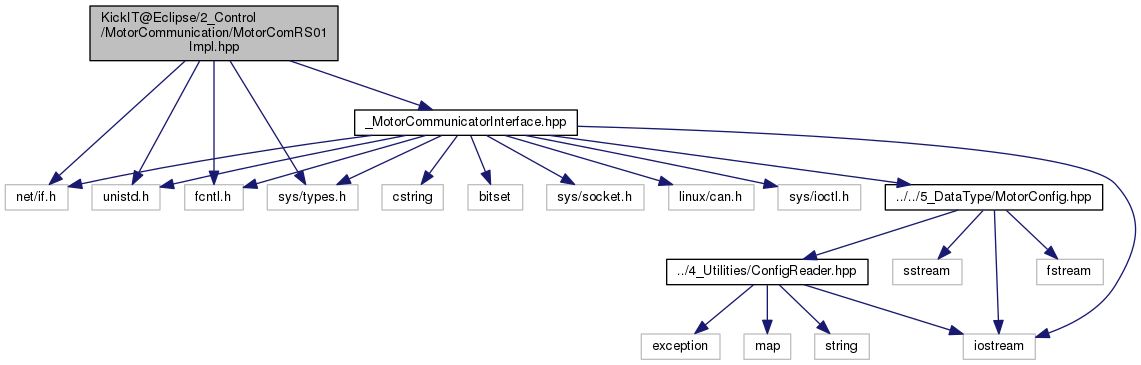 KickIT@Eclipse/2_Control
/MotorCommunication/MotorComRS01
Impl.hpp
_MotorCommunicatorInterface.hpp
net/if.h
unistd.h
fcntl.h
sys/types.h
cstring
bitset
sys/socket.h
linux/can.h
sys/ioctl.h
../../5_DataType/MotorConfig.hpp
../4_Utilities/ConfigReader.hpp
sstream
fstream
exception
map
string
iostream